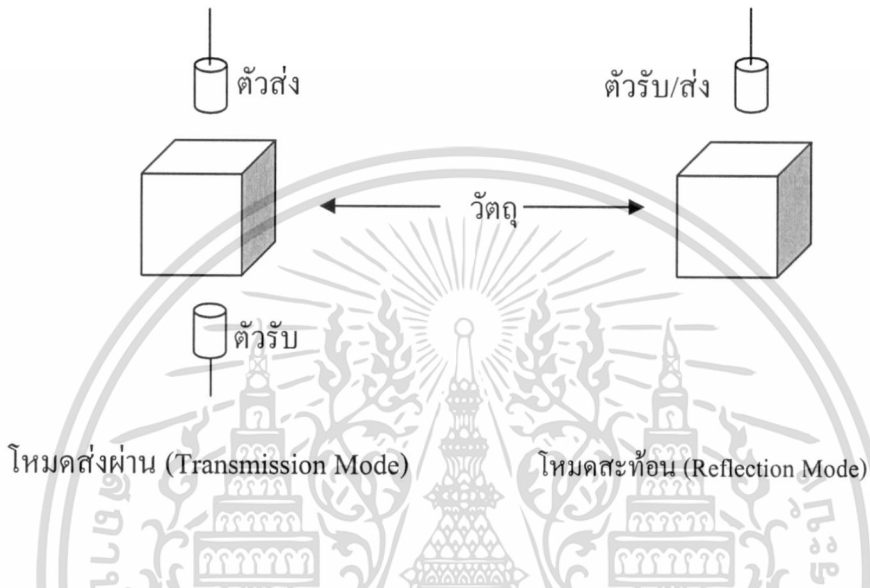 ตัวส่ง
ตัวรับ/ส่ง
วัตถุ
ตัวรับ
โหมดส่งผ่าน (Transmission Mode)
โหมดสะท้อน (Reflection Mode)